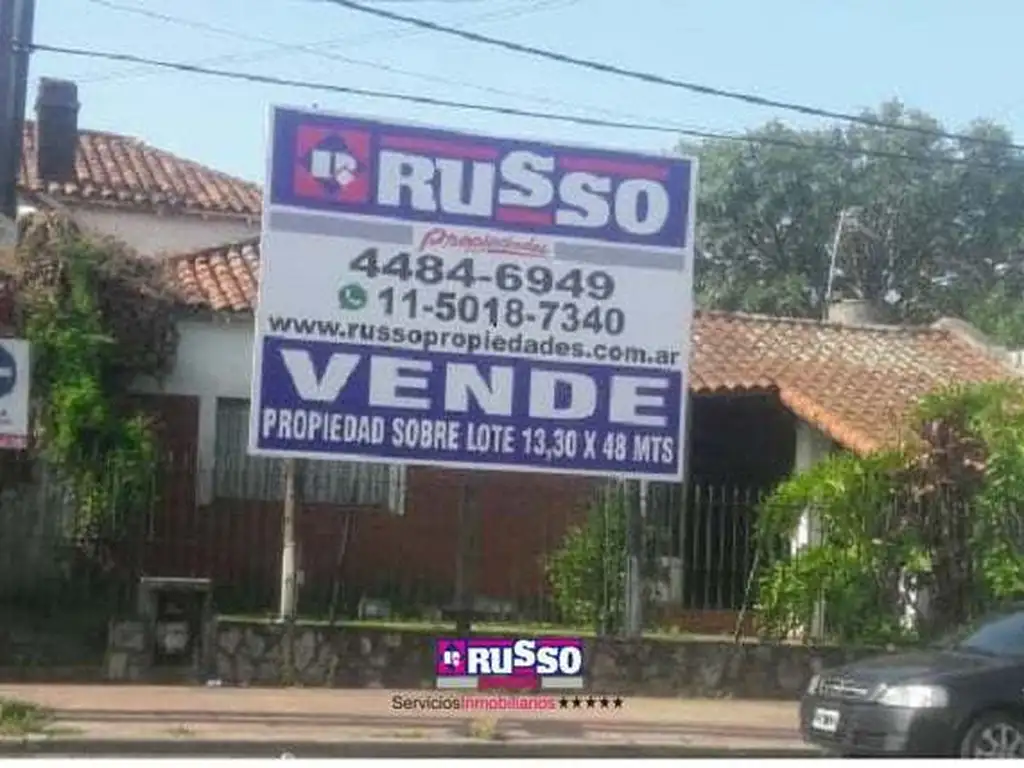 RUSSO
Propiedades
4484-6949
11-5018-7340
www.russopropiedades.com.ar
VENDE
PROPIEDAD SOBRE LOTE 13,30 X 48 MTS
RUSSO
ServiciosInmobiliarios★★★★★